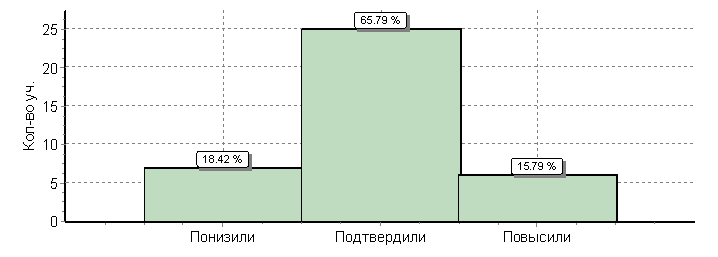 Кол-во уч.
25
20
15
10
5
0
18.42 %
65.79 %
15.79 %
Понизили
Подтвердили
Повысили